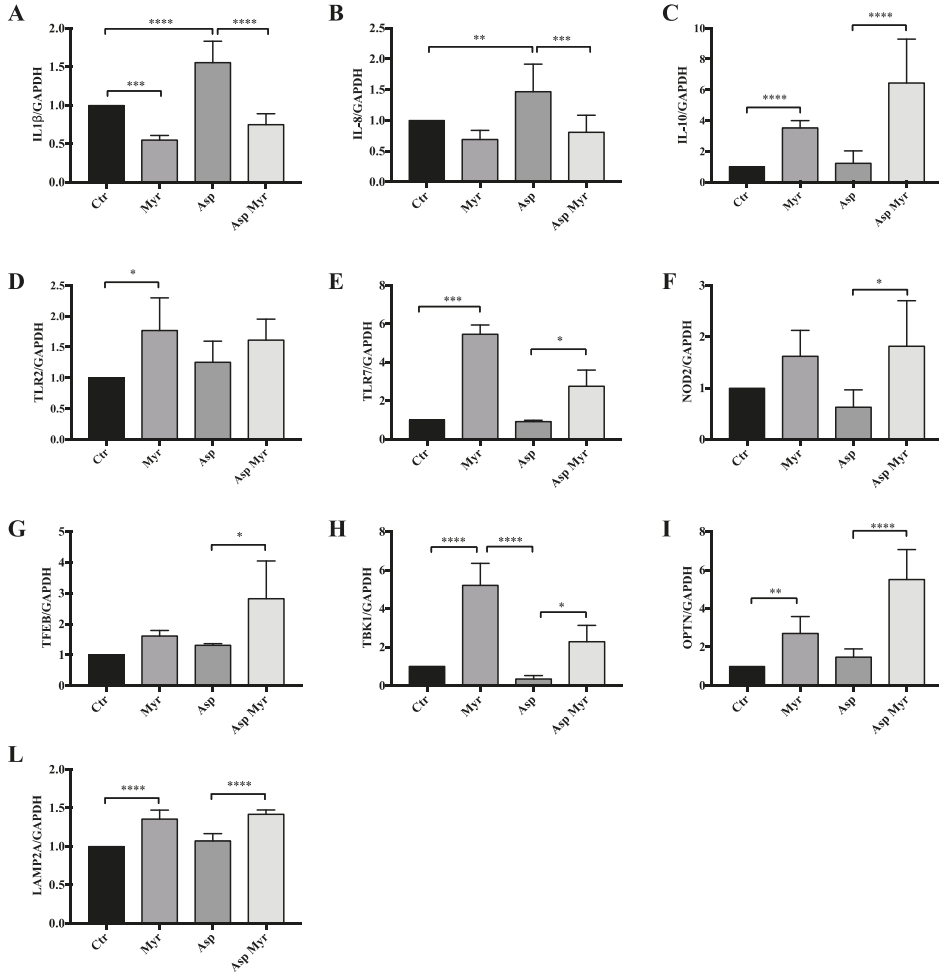 A
IL1β/GAPDH
2.0
1.5
1.0
0.5
0.0
****
****
***
Ctr
Myr
Asp
Asp Myr
B
IL-8/GAPDH
2.5
2.0
1.5
1.0
0.5
0.0
**
***
Ctr
Myr
Asp
Asp Myr
C
IL-10/GAPDH
10
8
6
4
2
0
****
****
Ctr
Myr
Asp
Asp Myr
D
TLR2/GAPDH
2.5
2.0
1.5
1.0
0.5
0.0
*
Ctr
Myr
Asp
Asp Myr
E
TLR7/GAPDH
8
6
4
2
0
***
*
Ctr
Myr
Asp
Asp Myr
F
NOD2/GAPDH
3
2
1
0
*
Ctr
Myr
Asp
Asp Myr
G
TFEB/GAPDH
5
4
3
2
1
0
*
Ctr
Myr
Asp
Asp Myr
H
TBK1/GAPDH
8
6
4
2
0
****
****
*
Ctr
Myr
Asp
Asp Myr
I
OPTN/GAPDH
8
6
4
2
0
**
****
Ctr
Myr
Asp
Asp Myr
L
LAMP2A/GAPDH
2.0
1.5
1.0
0.5
0.0
****
****
Ctr
Myr
Asp
Asp Myr